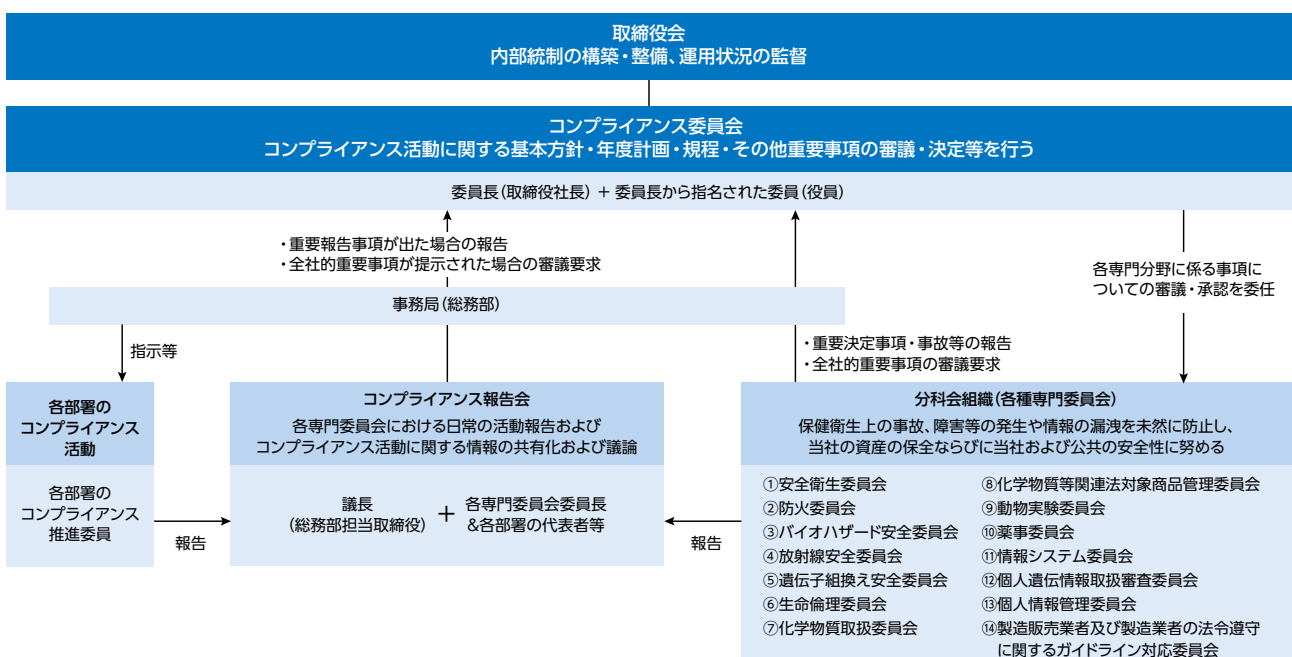 取締役会
内部統制の構築・整備、運用状況の監督
コンプライアンス委員会
コンプライアンス活動に関する基本方針・年度計画・規程・その他重要事項の審議・決定等を行う
委員長(取締役社長) + 委員長から指名された委員(役員)
・重要報告事項が出た場合の報告
・全社的重要事項が提示された場合の審議要求
各専門分野に係る事項に
ついての審議・承認を委任
事務局(総務部)
指示等
・重要決定事項・事故等の報告
・全社的重要事項の審議要求
各部署の
コンプライアンス
活動
各部署の
コンプライアンス
推進委員
報告
コンプライアンス報告会
各専門委員会における日常の活動報告および
コンプライアンス活動に関する情報の共有化および議論
議長
(総務部担当取締役)
+
各専門委員会委員長
&各部署の代表者等
報告
分科会組織(各種専門委員会)
保健衛生上の事故、障害等の発生や情報の漏洩を未然に防止し、
当社の資産の保全ならびに当社および公共の安全性に努める
①安全衛生委員会
②防火委員会
③バイオハザード安全委員会
④放射線安全委員会
⑤遺伝子組換え安全委員会
⑥生命倫理委員会
⑦化学物質取扱委員会
⑧化学物質等関連法対象商品管理委員会
⑨動物実験委員会
⑩薬事委員会
⑪情報システム委員会
⑫個人遺伝情報取扱審査委員会
⑬個人情報管理委員会
⑭製造販売業者及び製造業者の法令遵守
に関するガイドライン対応委員会